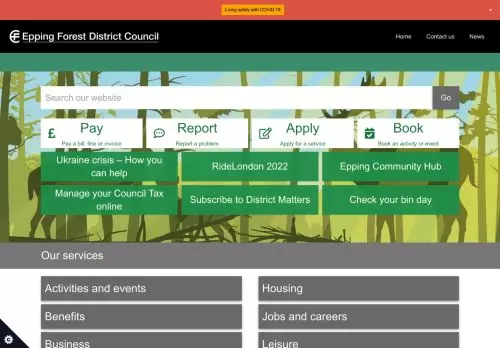 Living safely with COVID-19
×
Epping Forest District Council
Home
Contact us
News
Search our website
Go
Pay
Pay a bill, fine or invoice
Report
Report a problem
Apply
Apply for a service
Book
Book an activity or event
Ukraine crisis – How you can help
RideLondon 2022
Epping Community Hub
Manage your Council Tax online
Subscribe to District Matters
Check your bin day
Our services
Activities and events
Housing
Benefits
Jobs and careers
Business
Leisure